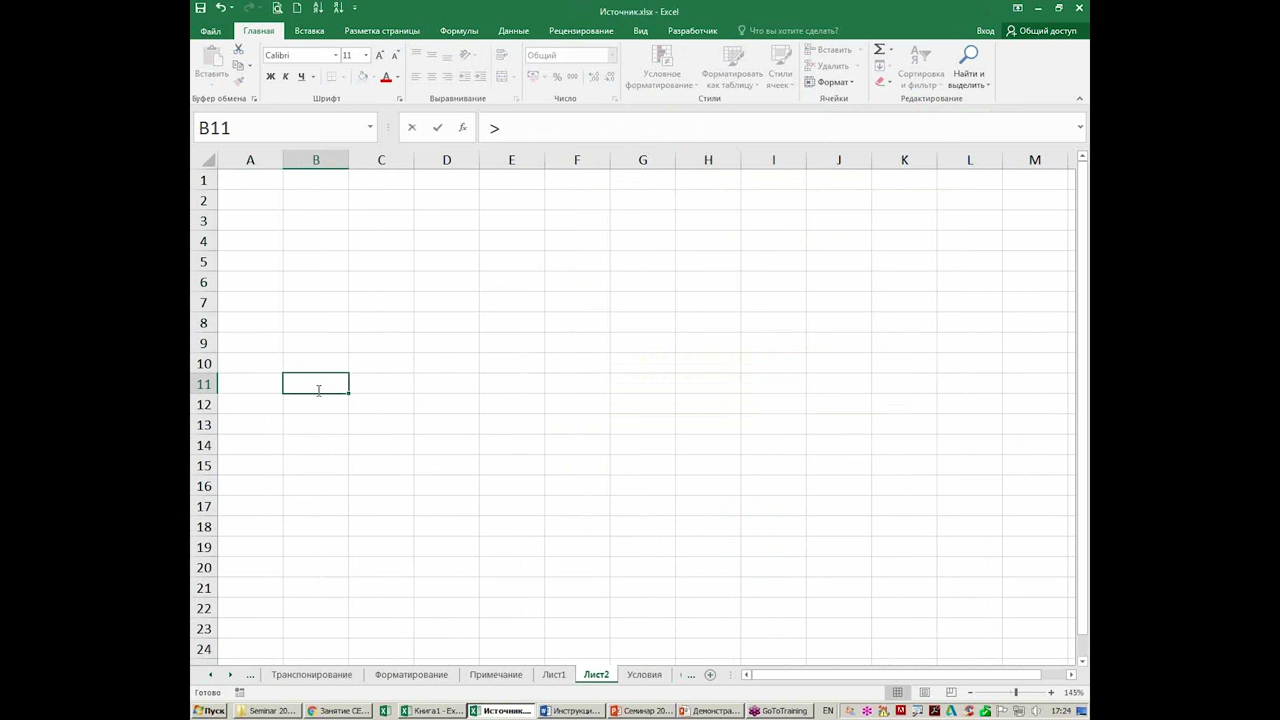 Источник.xlsx - Excel
Файл Главная Вставка Разметка страницы Формулы Данные Рецензирование Вид Разработчик Что вы хотите сделать? Вход Общий доступ
Calibri 11 Общий Вставить Удалить Формат
Вставить Ж К Ч А % 000 Условное форматирование Форматировать как таблицу Стили ячеек Сортировка и фильтр Найти и выделить
Буфер обмена Шрифт Выравнивание Число Стили Ячейки Редактирование
B11 fx >
A B C D E F G H I J K L M
1
2
3
4
5
6
7
8
9
10
11
12
13
14
15
16
17
18
19
20
21
22
23
24
... Транспонирование Форматирование Примечание Лист1 Лист2 Условия ...
Готово 145%
Пуск Seminar 20... Занятие CE... Книга1 - Ex... Источник.... Инструкци... Семинар 20... Демонстра... GoToTraining EN 17:24